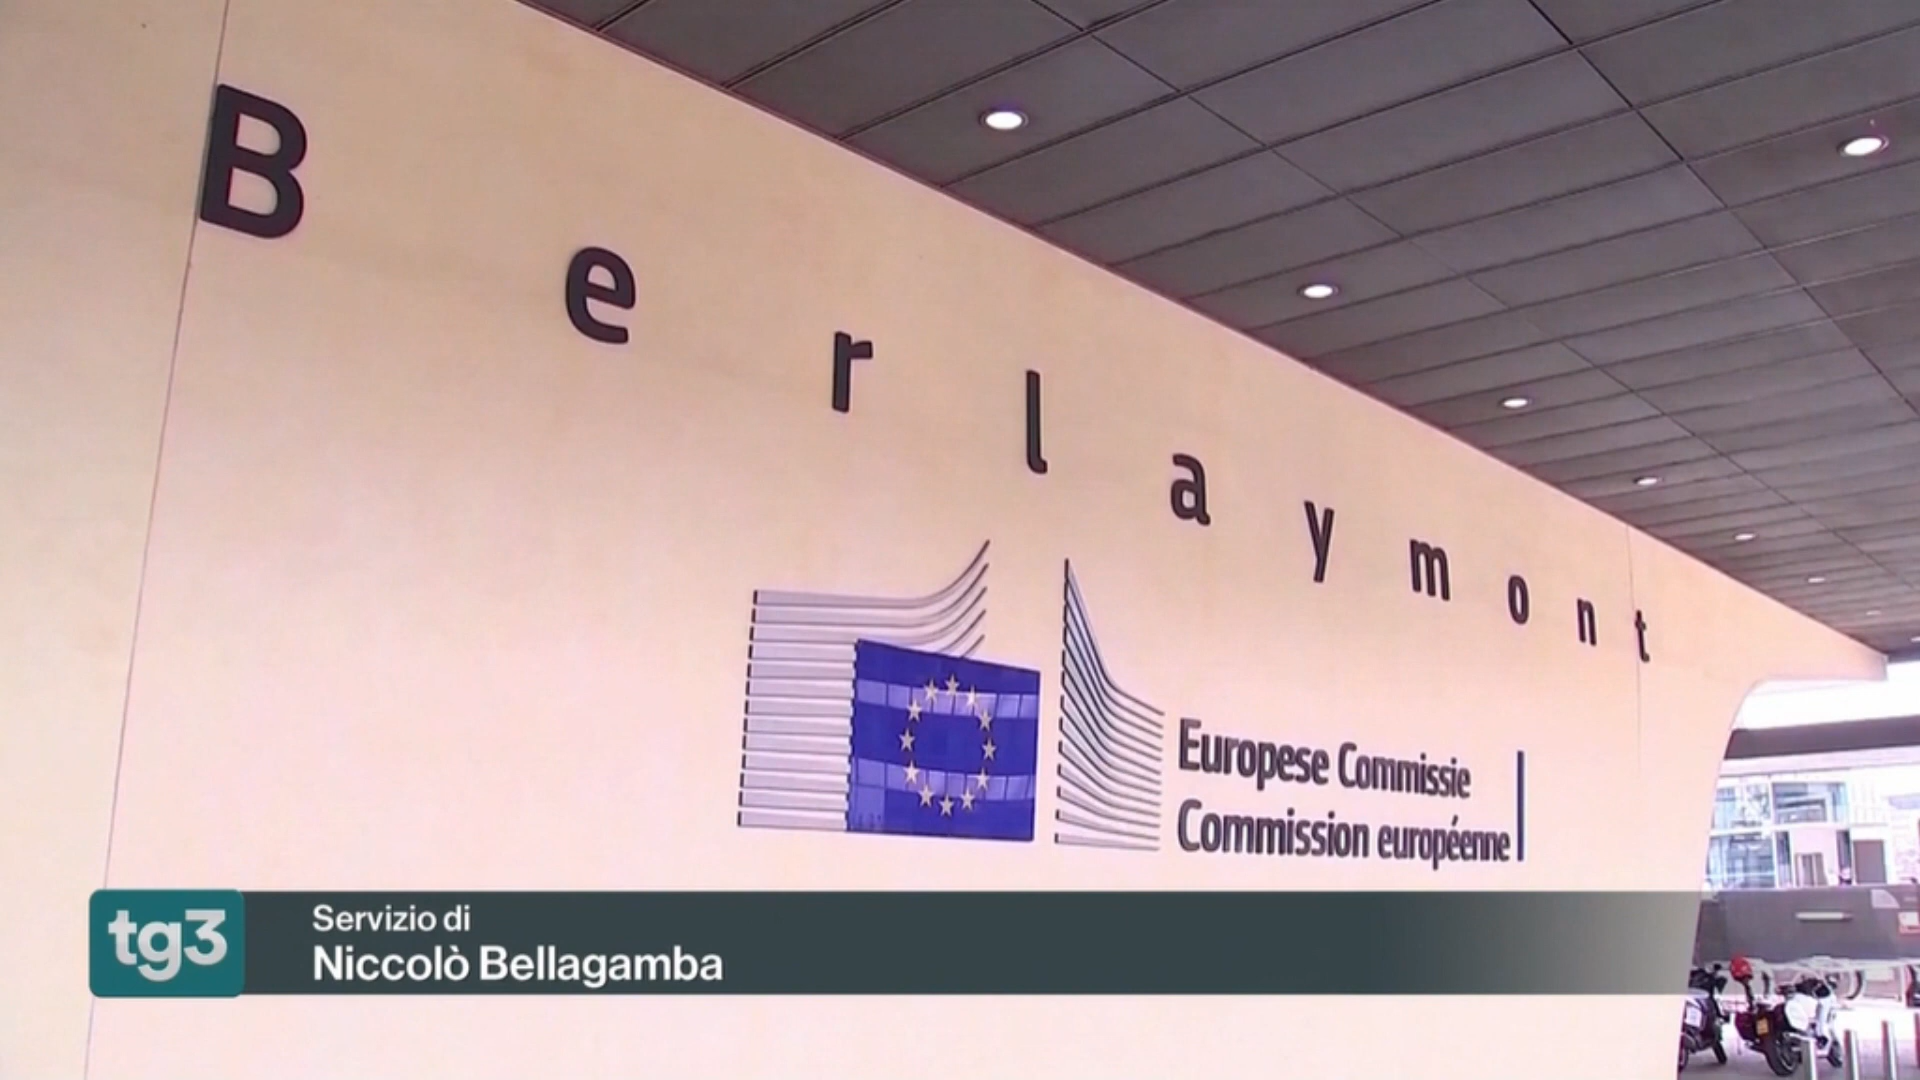 Berlaymont
Europese Commissie
Commission européenne
tg3
Servizio di
Niccolò Bellagamba